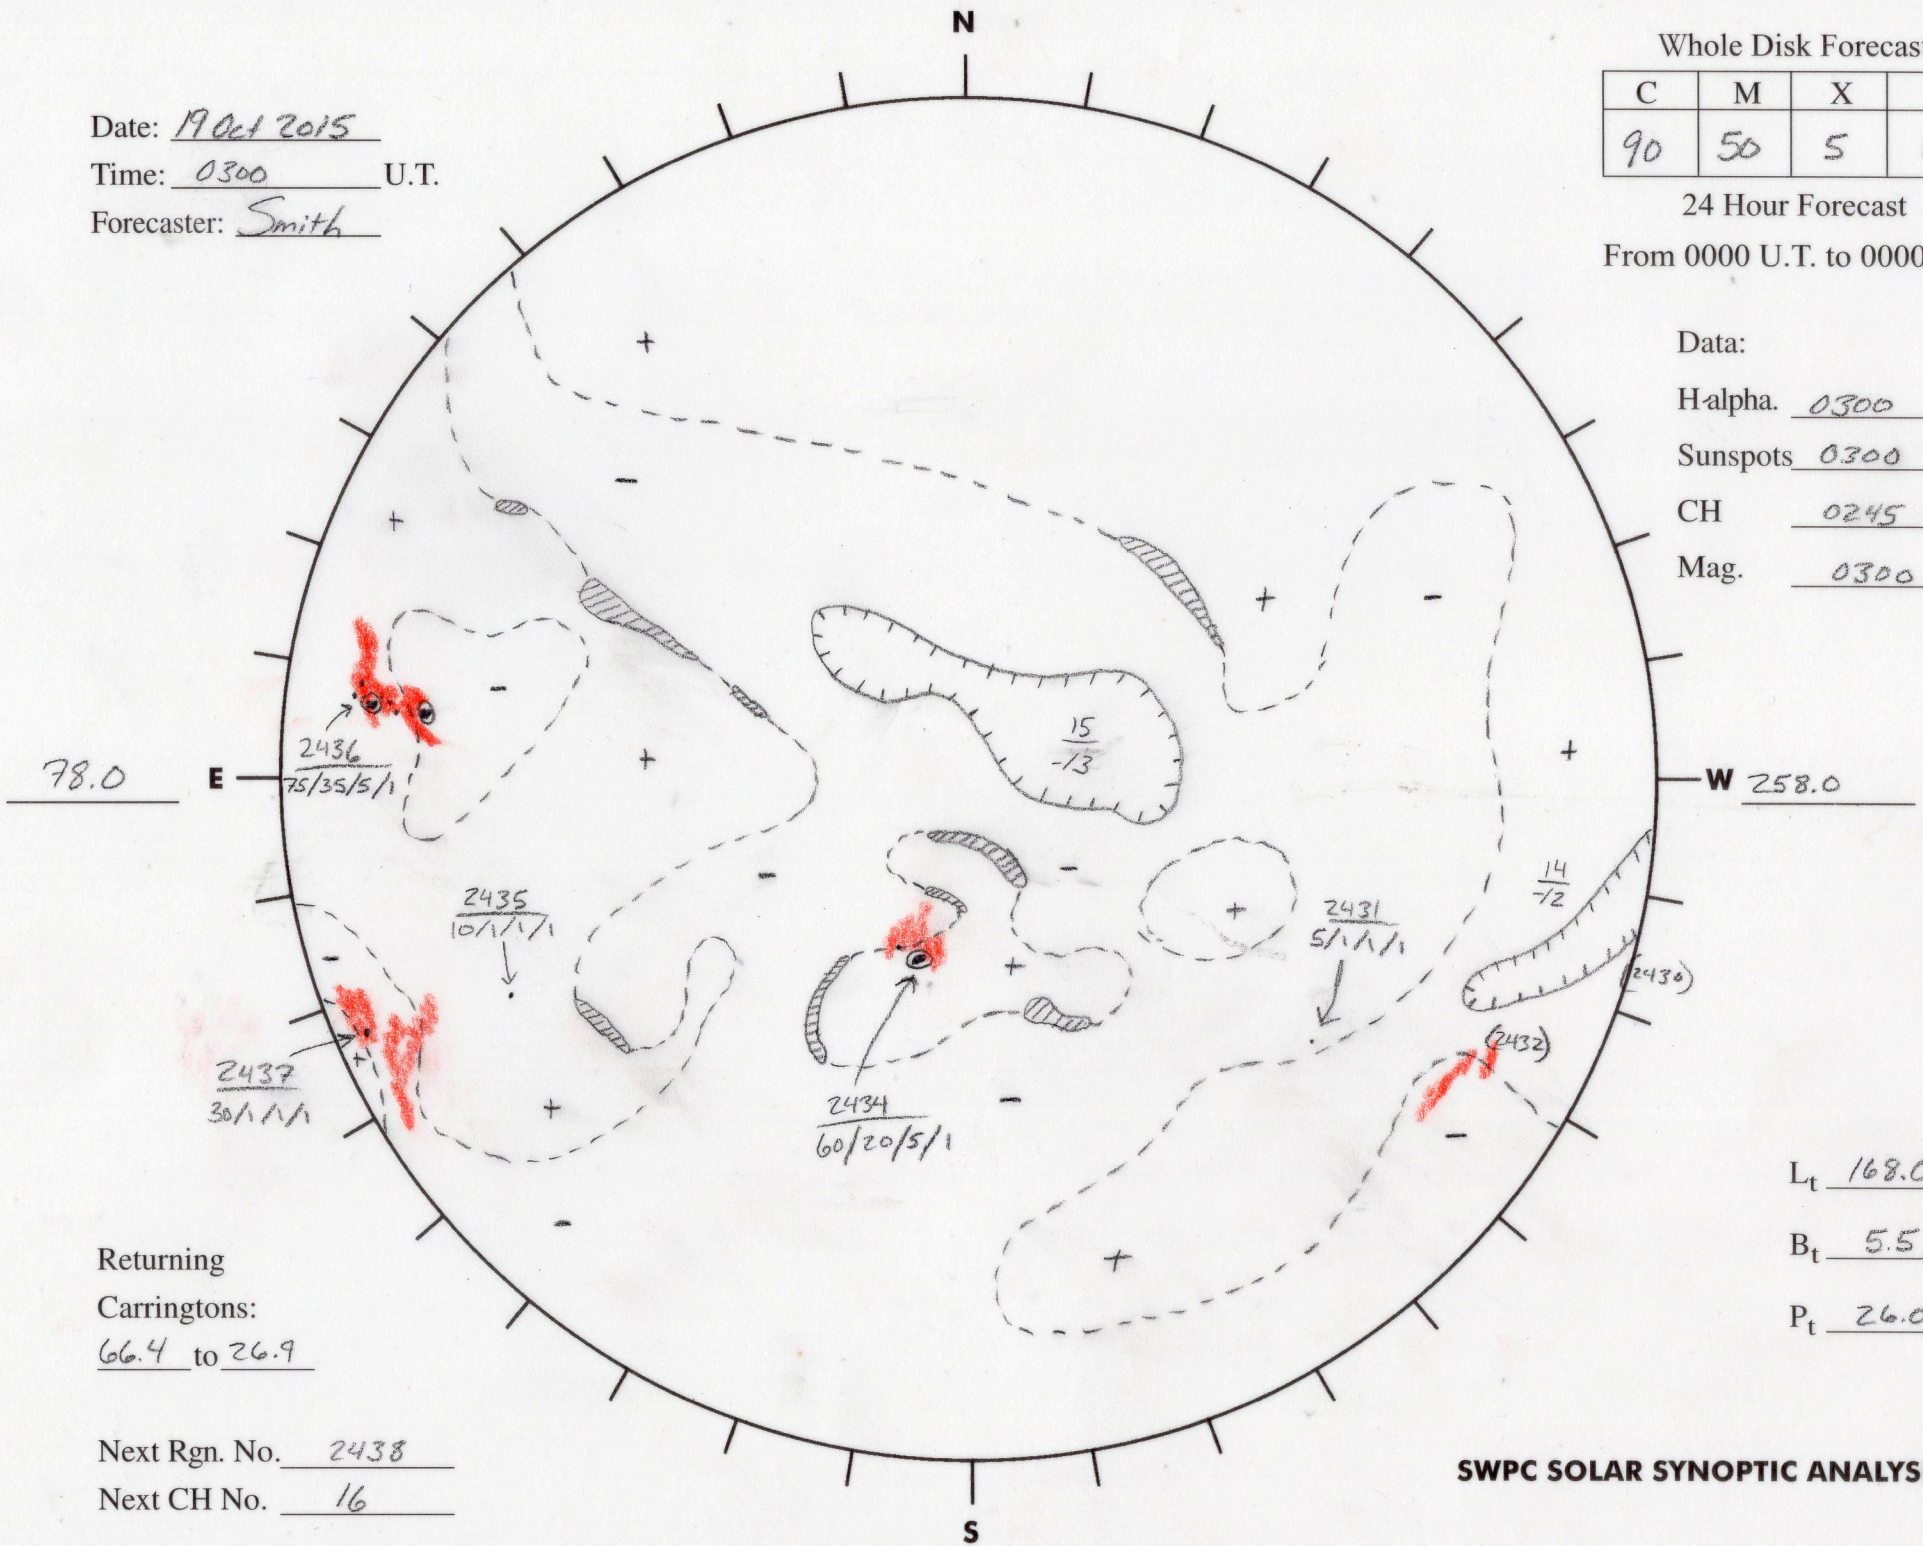 N
Whole Disk Forecast
C M X
90 50 5
24 Hour Forecast
From 0000 U.T. to 0000
Date: 19 Oct 2015
Time: 0300 U.T.
Forecaster: Smith
Data:
H-alpha. 0300
Sunspots 0300
CH 0245
Mag. 0300
+
-
+
+
-
-
15
-/3
2436
75/35/5/1
+
+
78.0 E
W 258.0
-
-
14
-/2
2435
10/1/1/1
+
2431
5/1/1/1
-
+
(2430)
(2432)
+
2437
30/1/1/1
+
2434
60/20/5/1
-
-
Lt 168.0
-
+
Bt 5.5
Returning
Carringtons:
66.4 to 26.9
Pt 26.0
Next Rgn. No. 2438
Next CH No. 16
SWPC SOLAR SYNOPTIC ANALYS
S